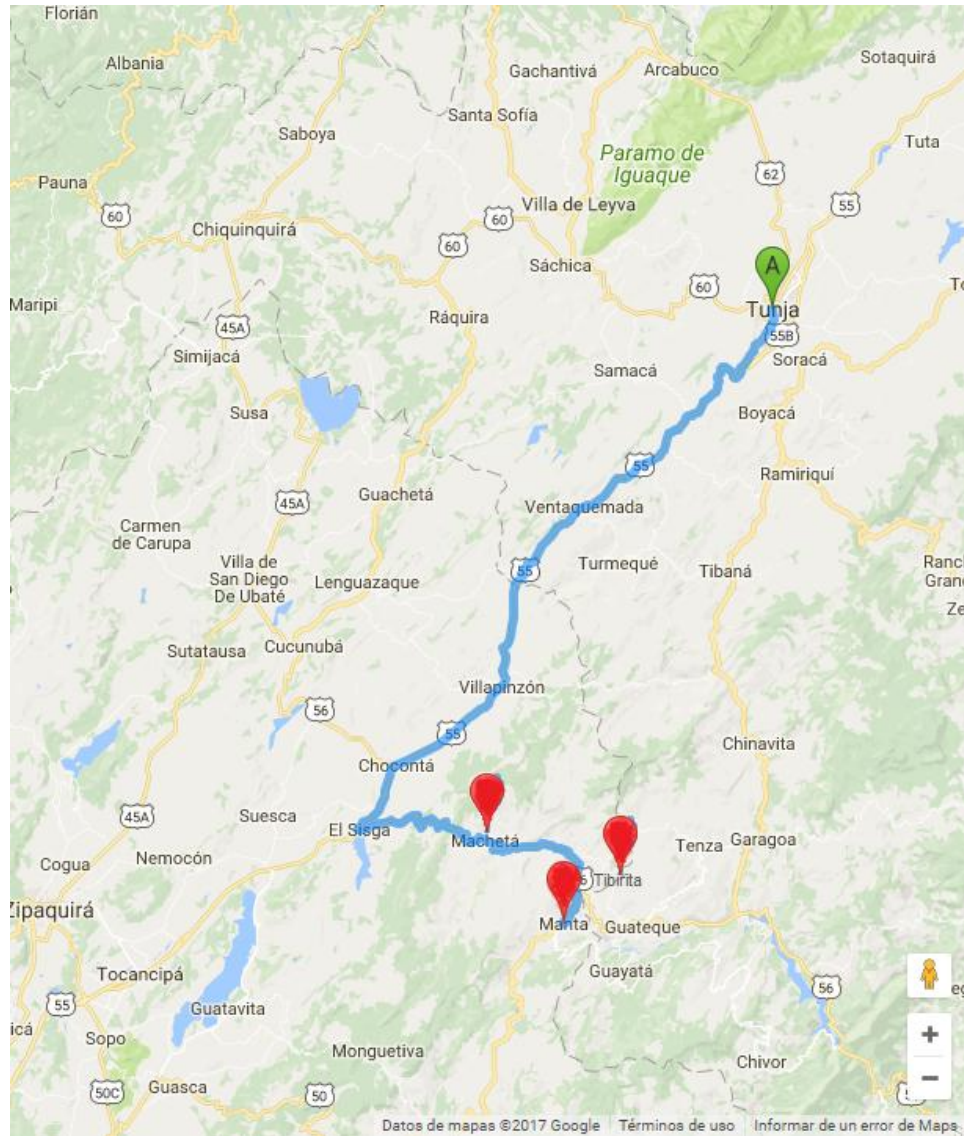 Florián
Albania
Gachantivá
Arcabuco
Sotaquirá
Santa Sofía
Saboya
Tuta
Paramo de
Iguaque
62
Pauna
60
Villa de Leyva
55
60
Chiquinquirá
60
Sáchica
A
60
Maripi
Tunja
Ráquira
45A
55B
Simijacá
Soracá
Samacá
Susa
Boyacá
55
Ramiriquí
Guachetá
45A
Ventaquemada
Carmen
de Carupa
Villa de
San Diego
De Ubaté
Turmequé
Tibaná
55
Lenguazaque
Cucunubá
Sutatausa
Villapinzón
56
55
Chinavita
Chocontá
45A
Suesca
El Sisga
Machetá
Tenza
Garagoa
Cogua
Nemocón
Tibirita
Zipaquirá
Manta
Guateque
Guayatá
Tocancipá
56
55
Guatavita
Sopo
Monguetiva
Chivor
+
−
50C
Guasca
50
Datos de mapas ©2017 Google
Términos de uso
Informar de un error de Maps